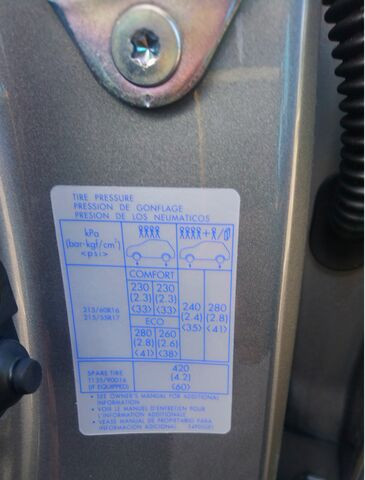 TIRE PRESSURE
PRESSION DE GONFLAGE
PRESION DE LOS NEUMATICOS
kPa
(bar·kgf/cm²)
<psi>
+ /
COMFORT
215/60R16
215/55R17
230 230
(2.3) (2.3)
<33> <33>
240 280
(2.4) (2.8)
<35> <41>
ECO
280 260
(2.8) (2.6)
<41> <38>
SPARE TIRE
T135/90D16
(IF EQUIPPED)
420
(4.2)
<60>
• SEE OWNER'S MANUAL FOR ADDITIONAL
INFORMATION
• VOIR LE MANUEL D'ENTRETIEN POUR
L'INFORMATION ADDITIONALE
• VEASE MANUAL DE PROPIETARIO PARA
INFORMACION ADICIONAL